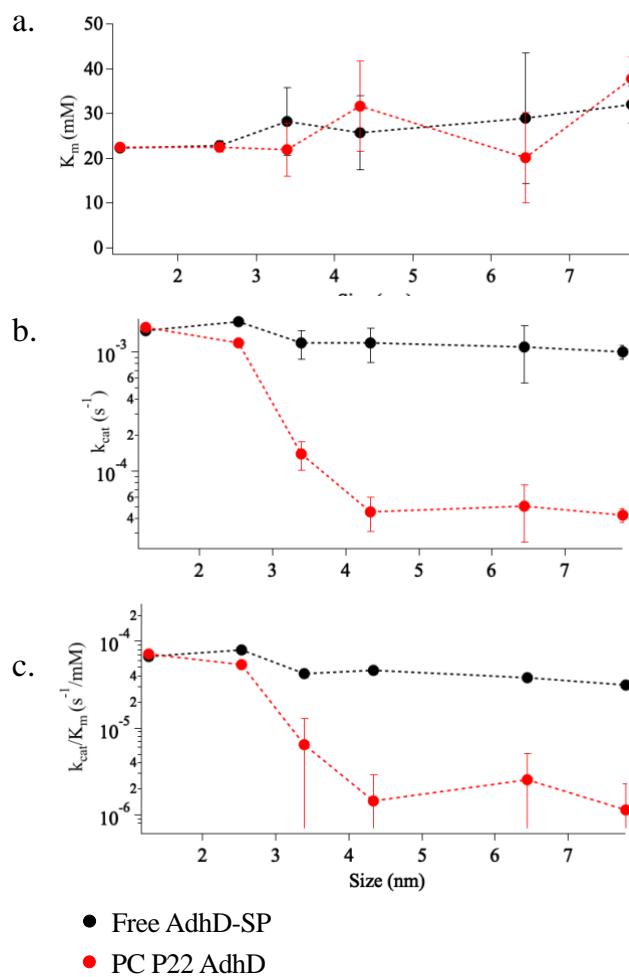 a.
50
40
30
20
10
0
K_m (mM)
2 3 4 5 6 7
Size (nm)
b.
10^-3
6
4
2
10^-4
6
4
k_cat (s^-1)
2 3 4 5 6 7
c.
2
10^-4
4
2
10^-5
4
2
10^-6
k_cat/K_m (s^-1/mM)
2 3 4 5 6 7
Size (nm)
Free AdhD-SP
PC P22 AdhD